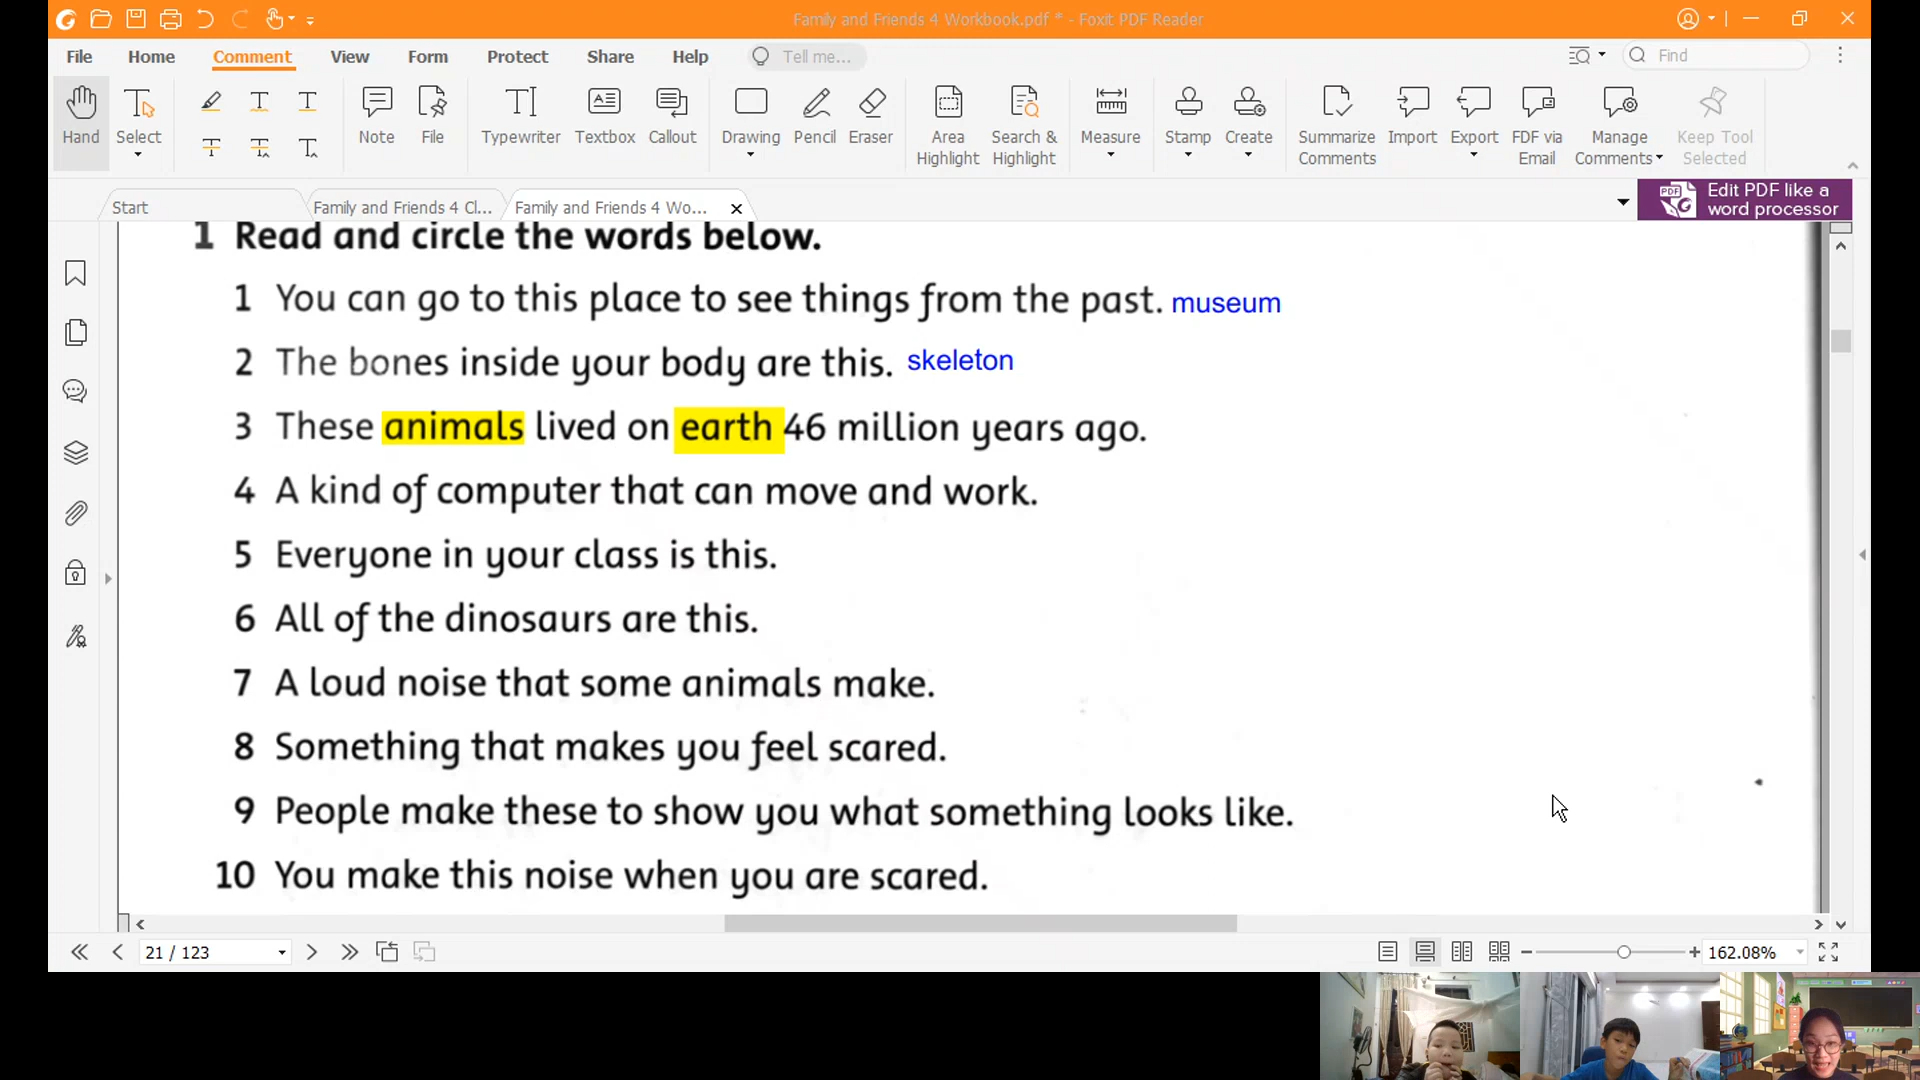 Family and Friends 4 Workbook.pdf * - Foxit PDF Reader
File Home Comment View Form Protect Share Help Tell me... Find
Hand Select Note File Typewriter Textbox Callout Drawing Pencil Eraser Area Highlight Search & Highlight Measure Stamp Create Summarize Comments Import Export FDF via Email Manage Comments Keep Tool Selected
Start Family and Friends 4 Cl... Family and Friends 4 Wo... Edit PDF like a word processor
1 Read and circle the words below.
1 You can go to this place to see things from the past. museum
2 The bones inside your body are this. skeleton
3 These animals lived on earth 46 million years ago.
4 A kind of computer that can move and work.
5 Everyone in your class is this.
6 All of the dinosaurs are this.
7 A loud noise that some animals make.
8 Something that makes you feel scared.
9 People make these to show you what something looks like.
10 You make this noise when you are scared.
21 / 123 162.08%